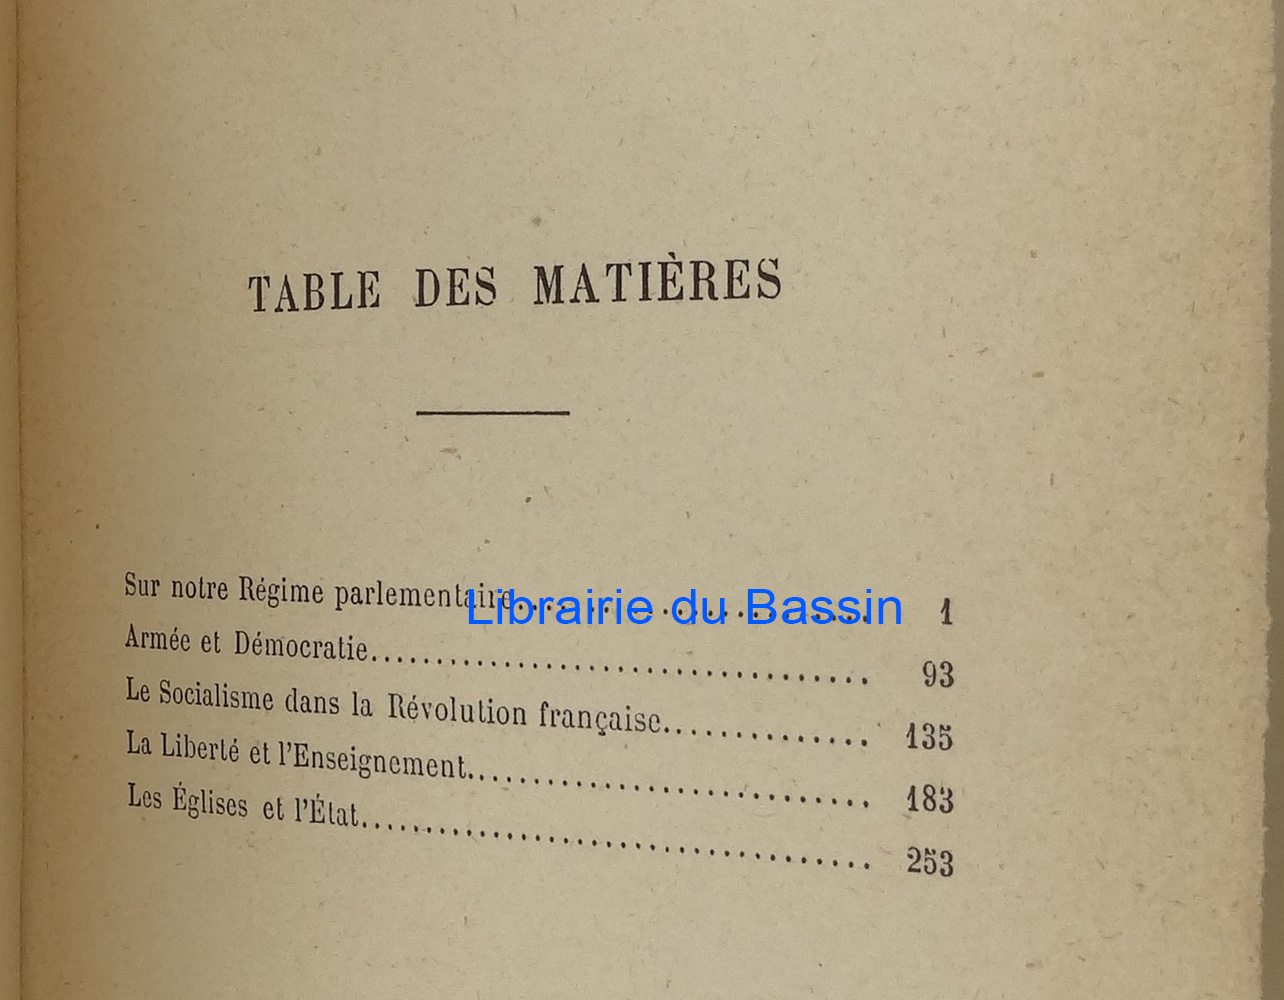 TABLE DES MATIÈRES
Sur notre Régime parlementaire........................ 1
Librairie du Bassin
Armée et Démocratie.................................. 93
Le Socialisme dans la Révolution française.............. 135
La Liberté et l'Enseignement............................ 183
Les Églises et l'État................................... 253